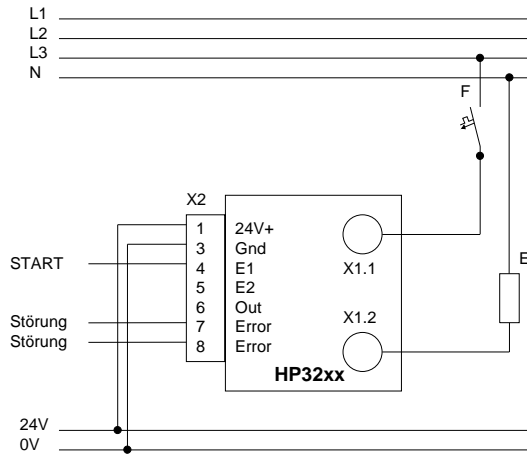 L1
L2
L3
N
F
X2
1 24V+
3 Gnd
START 4 E1 X1.1
5 E2
E
6 Out
Störung 7 Error X1.2
Störung 8 Error
HP32xx
24V
0V